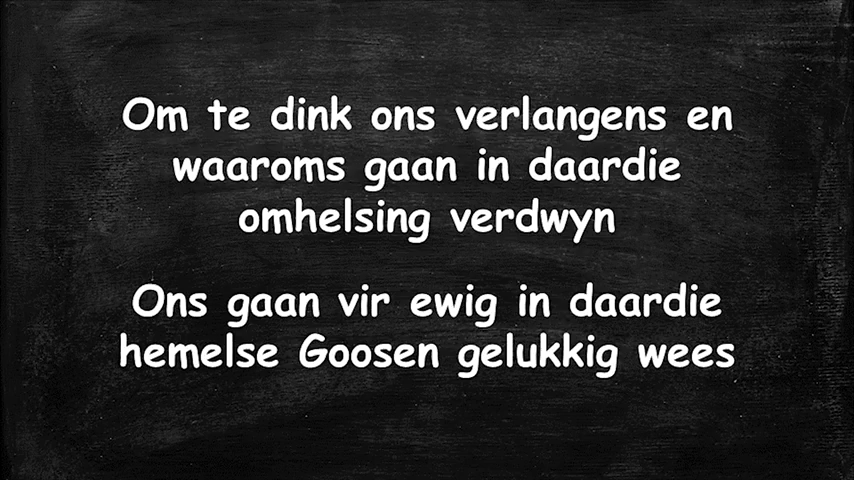 Om te dink ons verlangens en
waaroms gaan in daardie
omhelsing verdwyn
Ons gaan vir ewig in daardie
hemelse Goosen gelukkig wees